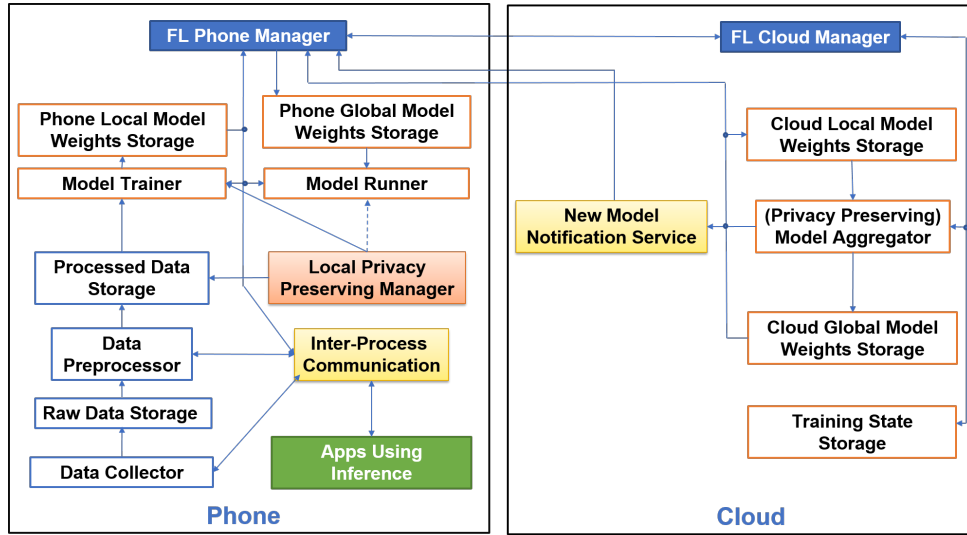 FL Phone Manager
Phone Local Model
Weights Storage
Phone Global Model
Weights Storage
Model Trainer
Model Runner
Processed Data
Storage
Local Privacy
Preserving Manager
Data
Preprocessor
Inter-Process
Communication
Raw Data Storage
Data Collector
Apps Using
Inference
Phone
FL Cloud Manager
Cloud Local Model
Weights Storage
New Model
Notification Service
(Privacy Preserving)
Model Aggregator
Cloud Global Model
Weights Storage
Training State
Storage
Cloud